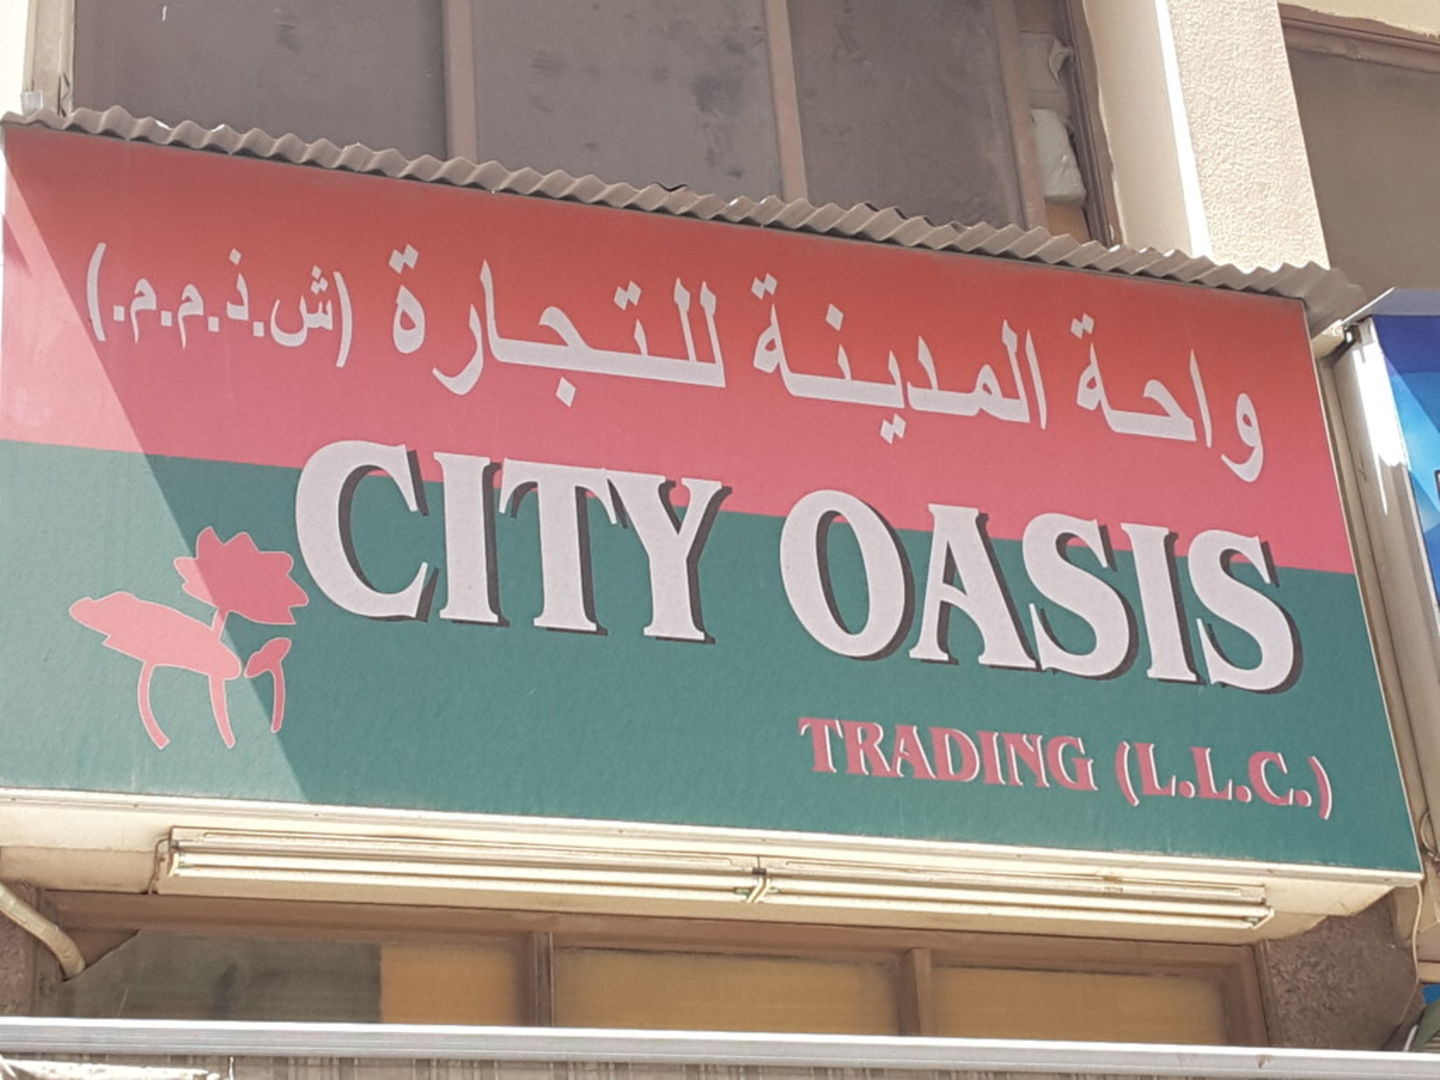 واحة المدينة للتجارة (ش.ذ.م.م.)
CITY OASIS
TRADING (L.L.C.)